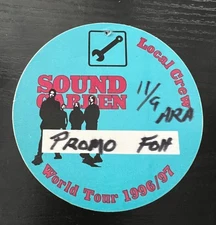 Local Crew
SOUND
GARDEN
11/9
ARA
PROMO FOH
World Tour 1996/97